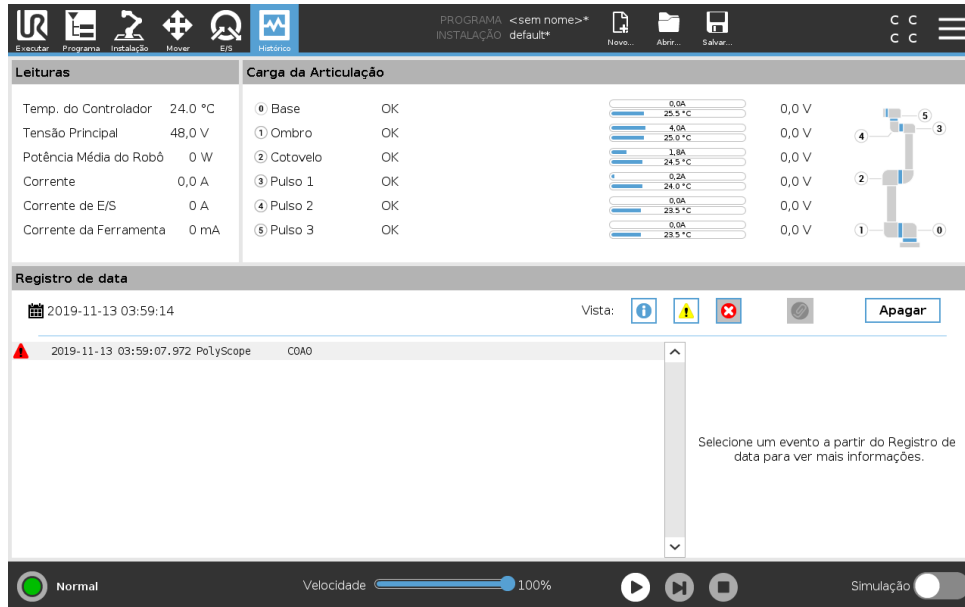 PROGRAMA <sem nome>*
INSTALAÇÃO default*
Executar Programa Instalação Mover E/S Histórico Novo... Abrir... Salvar...
C C
C C
Leituras
Temp. do Controlador 24.0 °C
Tensão Principal 48,0 V
Potência Média do Robô 0 W
Corrente 0,0 A
Corrente de E/S 0 A
Corrente da Ferramenta 0 mA
Carga da Articulação
0 Base OK 0,0A 25.5 °C 0,0 V
1 Ombro OK 4,0A 25.0 °C 0,0 V
2 Cotovelo OK 1,8A 24.5 °C 0,0 V
3 Pulso 1 OK 0,2A 24.0 °C 0,0 V
4 Pulso 2 OK 0,0A 23.5 °C 0,0 V
5 Pulso 3 OK 0,0A 23.5 °C 0,0 V
5
4 3
2
1 0
Registro de data
2019-11-13 03:59:14 Vista: Apagar
2019-11-13 03:59:07.972 PolyScope C0A0
Selecione um evento a partir do Registro de
data para ver mais informações.
Normal Velocidade 100% Simulação